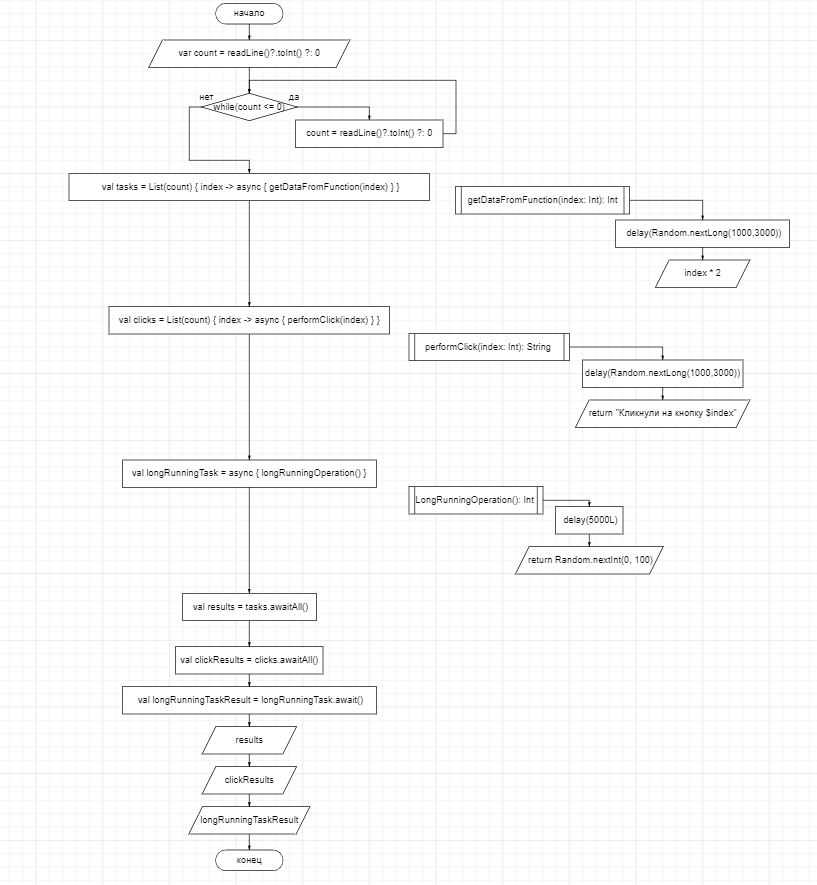 начало
var count = readLine()?.toInt() ?: 0
нет
да
while(count <= 0)
count = readLine()?.toInt() ?: 0
val tasks = List(count) { index -> async { getDataFromFunction(index) } }
getDataFromFunction(index: Int): Int
delay(Random.nextLong(1000,3000))
index * 2
val clicks = List(count) { index -> async { performClick(index) } }
performClick(index: Int): String
delay(Random.nextLong(1000,3000))
return "Кликнули на кнопку $index"
val longRunningTask = async { longRunningOperation() }
LongRunningOperation(): Int
delay(5000L)
return Random.nextInt(0, 100)
val results = tasks.awaitAll()
val clickResults = clicks.awaitAll()
val longRunningTaskResult = longRunningTask.await()
results
clickResults
longRunningTaskResult
конец